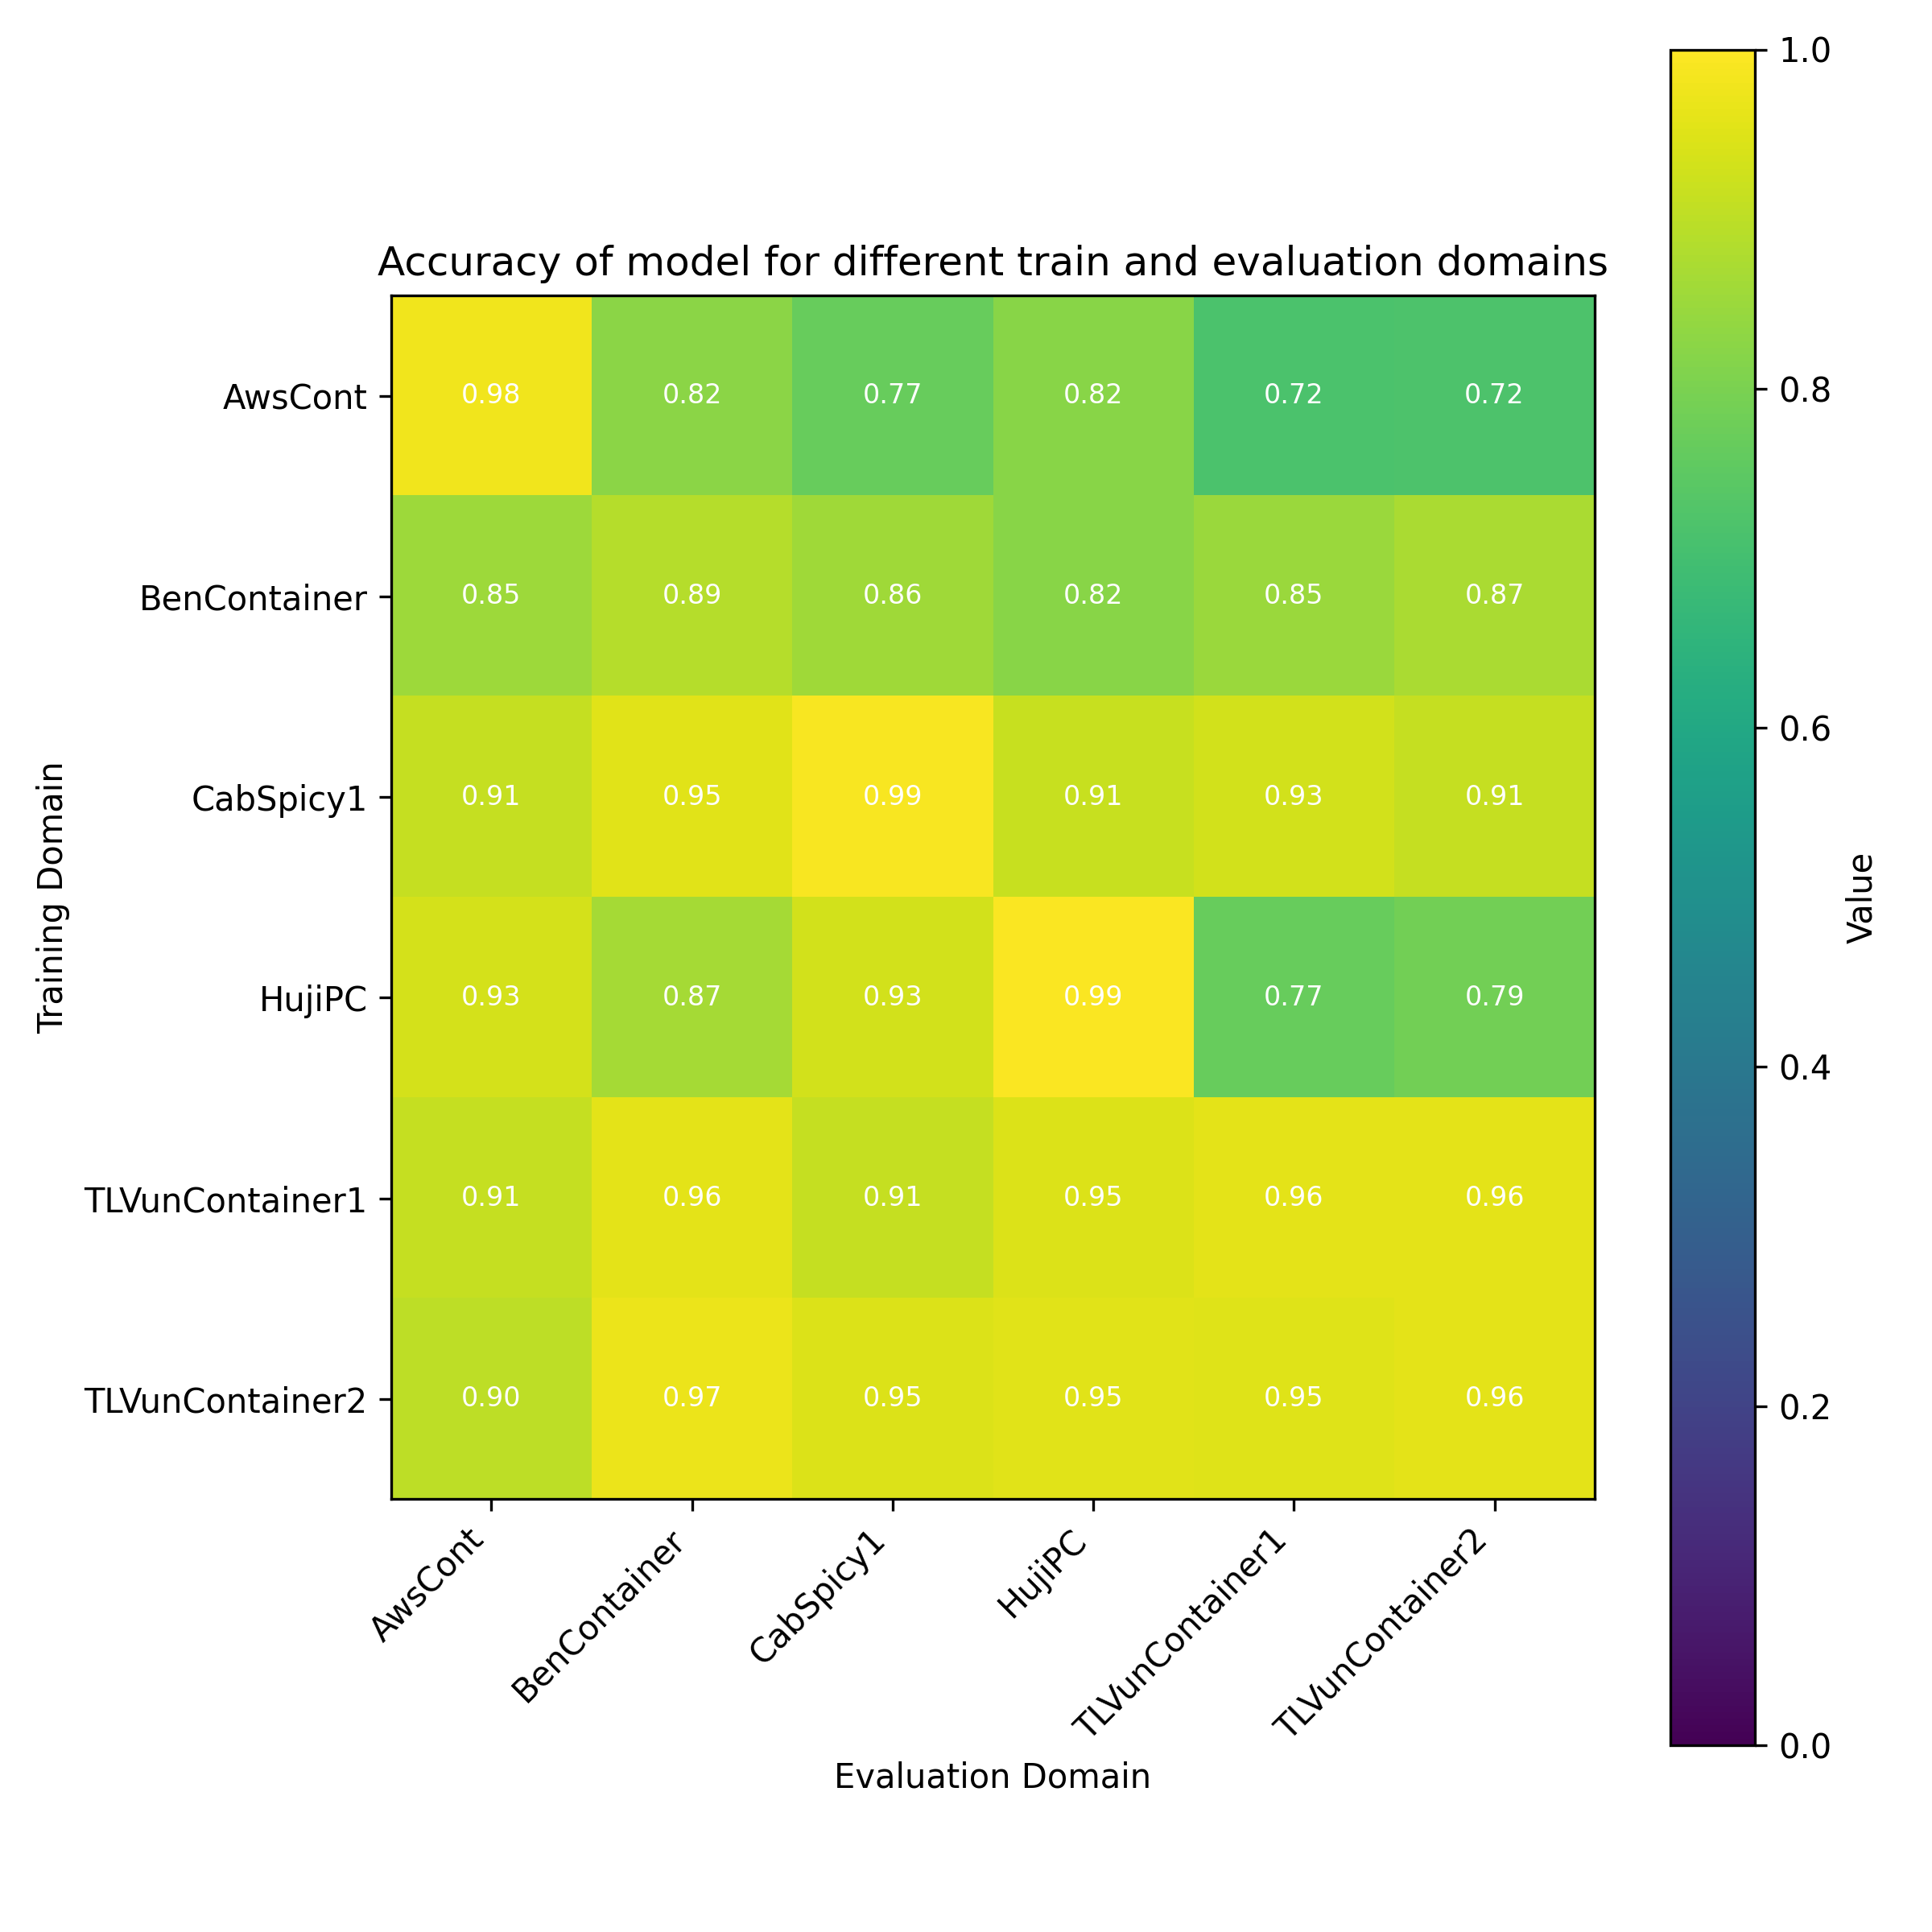 Accuracy of model for different train and evaluation domains
AwsCont 0.98 0.82 0.77 0.82 0.72 0.72
BenContainer 0.85 0.89 0.86 0.82 0.85 0.87
CabSpicy1 0.91 0.95 0.99 0.91 0.93 0.91
HujiPC 0.93 0.87 0.93 0.99 0.77 0.79
TLVunContainer1 0.91 0.96 0.91 0.95 0.96 0.96
TLVunContainer2 0.90 0.97 0.95 0.95 0.95 0.96
Training Domain
AwsCont
BenContainer
CabSpicy1
HujiPC
TLVunContainer1
TLVunContainer2
Evaluation Domain
1.0
0.8
0.6
0.4
0.2
0.0
Value